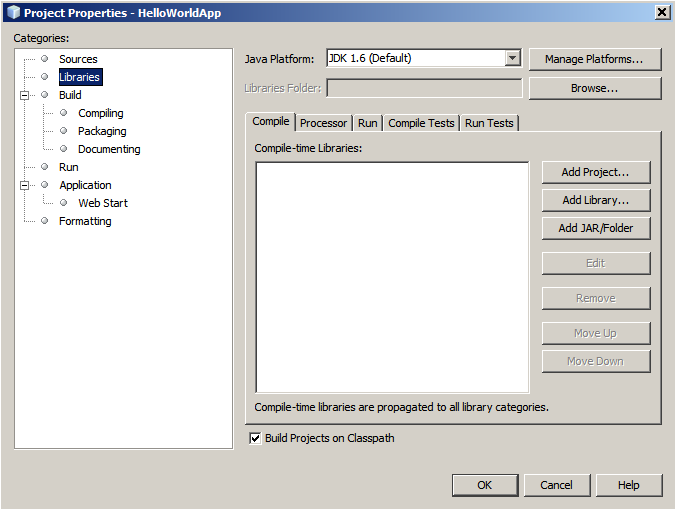 Project Properties - HelloWorldApp
Categories:
Sources
Libraries
Build
Compiling
Packaging
Documenting
Run
Application
Web Start
Formatting
Java Platform: JDK 1.6 (Default) Manage Platforms...
Libraries Folder: Browse...
Compile Processor Run Compile Tests Run Tests
Compile-time Libraries:
Add Project...
Add Library...
Add JAR/Folder
Edit
Remove
Move Up
Move Down
Compile-time libraries are propagated to all library categories.
Build Projects on Classpath
OK Cancel Help